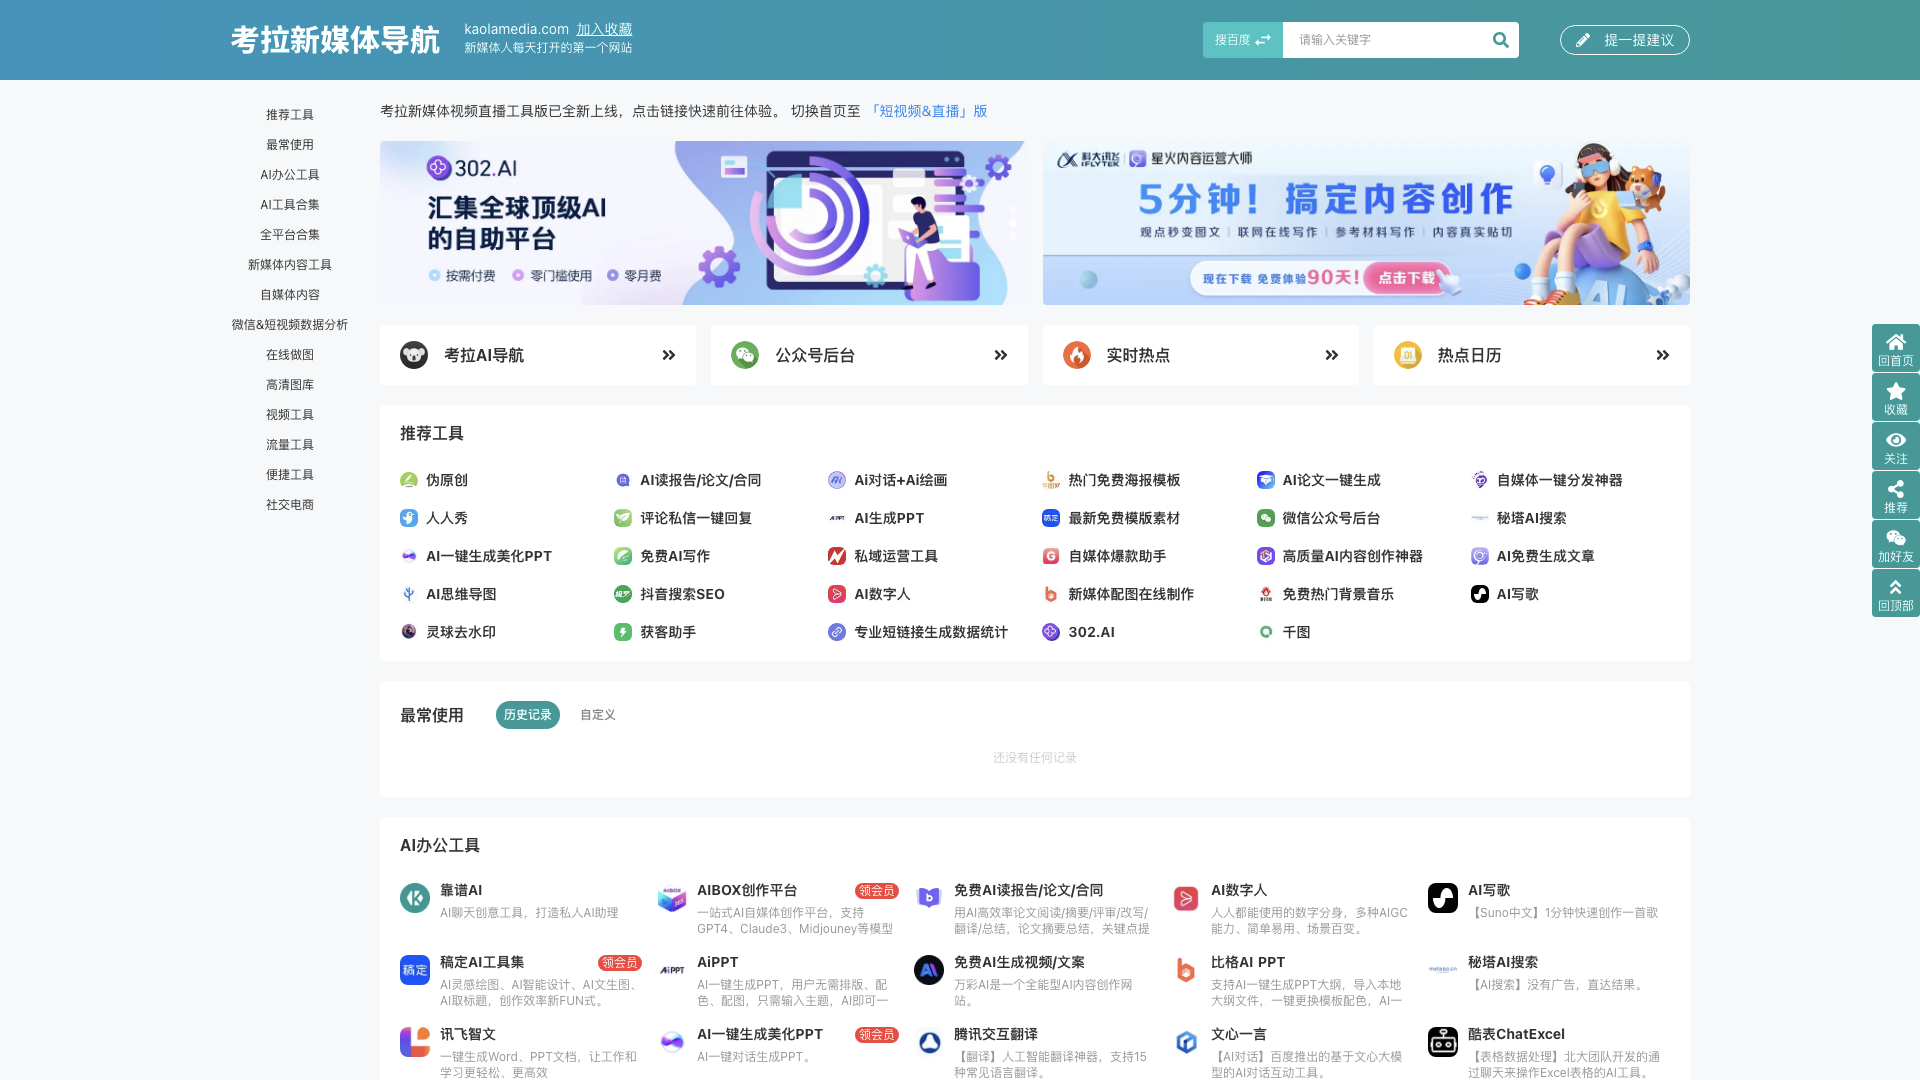 考拉新媒体导航
kaolamedia.com 加入收藏
新媒体人每天打开的第一个网站
搜百度
请输入关键字
提一提建议
推荐工具
最常使用
AI办公工具
AI工具合集
全平台合集
新媒体内容工具
自媒体内容
微信&短视频数据分析
在线做图
高清图库
视频工具
流量工具
便捷工具
社交电商
考拉新媒体视频直播工具版已全新上线，点击链接快速前往体验。 切换首页至 「短视频&直播」版
302.AI
汇集全球顶级AI
的自助平台
按需付费 零门槛使用 零月费
科大讯飞 iFLYTEK 星火内容运营大师
5分钟！搞定内容创作
观点秒变图文 | 联网在线写作 | 参考材料写作 | 内容真实贴切
现在下载 免费体验90天! 点击下载
AI
考拉AI导航
公众号后台
实时热点
01
热点日历
推荐工具
伪原创
AI读报告/论文/合同
Ai对话+Ai绘画
热门免费海报模板
AI论文一键生成
自媒体一键分发神器
人人秀
评论私信一键回复
AI生成PPT
最新免费模版素材
微信公众号后台
秘塔AI搜索
AI一键生成美化PPT
免费AI写作
私域运营工具
自媒体爆款助手
高质量AI内容创作神器
AI免费生成文章
AI思维导图
抖音搜索SEO
AI数字人
新媒体配图在线制作
免费热门背景音乐
AI写歌
灵球去水印
获客助手
专业短链接生成数据统计
302.AI
千图
最常使用
历史记录
自定义
还没有任何记录
AI办公工具
靠谱AI
AI聊天创意工具，打造私人AI助理
AIBOX创作平台
领会员
一站式AI自媒体创作平台，支持
GPT4、Claude3、Midjouney等模型
免费AI读报告/论文/合同
用AI高效率论文阅读/摘要/评审/改写/
翻译/总结，论文摘要总结，关键点提
AI数字人
人人都能使用的数字分身，多种AIGC
能力、简单易用、场景百变。
AI写歌
【Suno中文】1分钟快速创作一首歌
稿定
稿定AI工具集
领会员
AI灵感绘图、AI智能设计、AI文生图、
AI取标题，创作效率新FUN式。
AiPPT
AiPPT
AI一键生成PPT，用户无需排版、配
色、配图，只需输入主题，AI即可一
免费AI生成视频/文案
万彩AI是一个全能型AI内容创作网
站。
比格AI PPT
支持AI一键生成PPT大纲，导入本地
大纲文件，一键更换模板配色，AI一
metaso.cn
秘塔AI搜索
【AI搜索】没有广告，直达结果。
讯飞智文
一键生成Word、PPT文档，让工作和
学习更轻松、更高效
AI一键生成美化PPT
领会员
AI一键对话生成PPT。
腾讯交互翻译
【翻译】人工智能翻译神器，支持15
种常见语言翻译。
文心一言
【AI对话】百度推出的基于文心大模
型的AI对话互动工具。
酷表ChatExcel
【表格数据处理】北大团队开发的通
过聊天来操作Excel表格的AI工具。
回首页
收藏
关注
推荐
加好友
回顶部